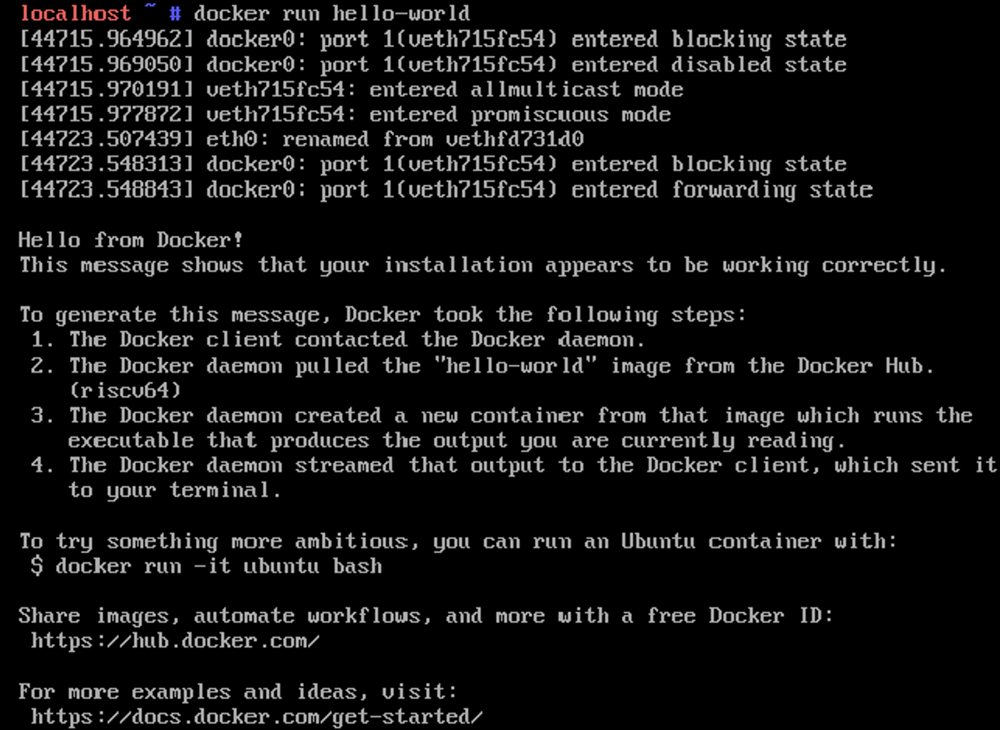 localhost ~ # docker run hello-world
[44715.964962] docker0: port 1(veth715fc54) entered blocking state
[44715.969050] docker0: port 1(veth715fc54) entered disabled state
[44715.970191] veth715fc54: entered allmulticast mode
[44715.977872] veth715fc54: entered promiscuous mode
[44723.507439] eth0: renamed from vethfd731d0
[44723.548313] docker0: port 1(veth715fc54) entered blocking state
[44723.548843] docker0: port 1(veth715fc54) entered forwarding state

Hello from Docker!
This message shows that your installation appears to be working correctly.

To generate this message, Docker took the following steps:
 1. The Docker client contacted the Docker daemon.
 2. The Docker daemon pulled the "hello-world" image from the Docker Hub.
    (riscv64)
 3. The Docker daemon created a new container from that image which runs the
    executable that produces the output you are currently reading.
 4. The Docker daemon streamed that output to the Docker client, which sent it
    to your terminal.

To try something more ambitious, you can run an Ubuntu container with:
 $ docker run -it ubuntu bash

Share images, automate workflows, and more with a free Docker ID:
 https://hub.docker.com/

For more examples and ideas, visit:
 https://docs.docker.com/get-started/